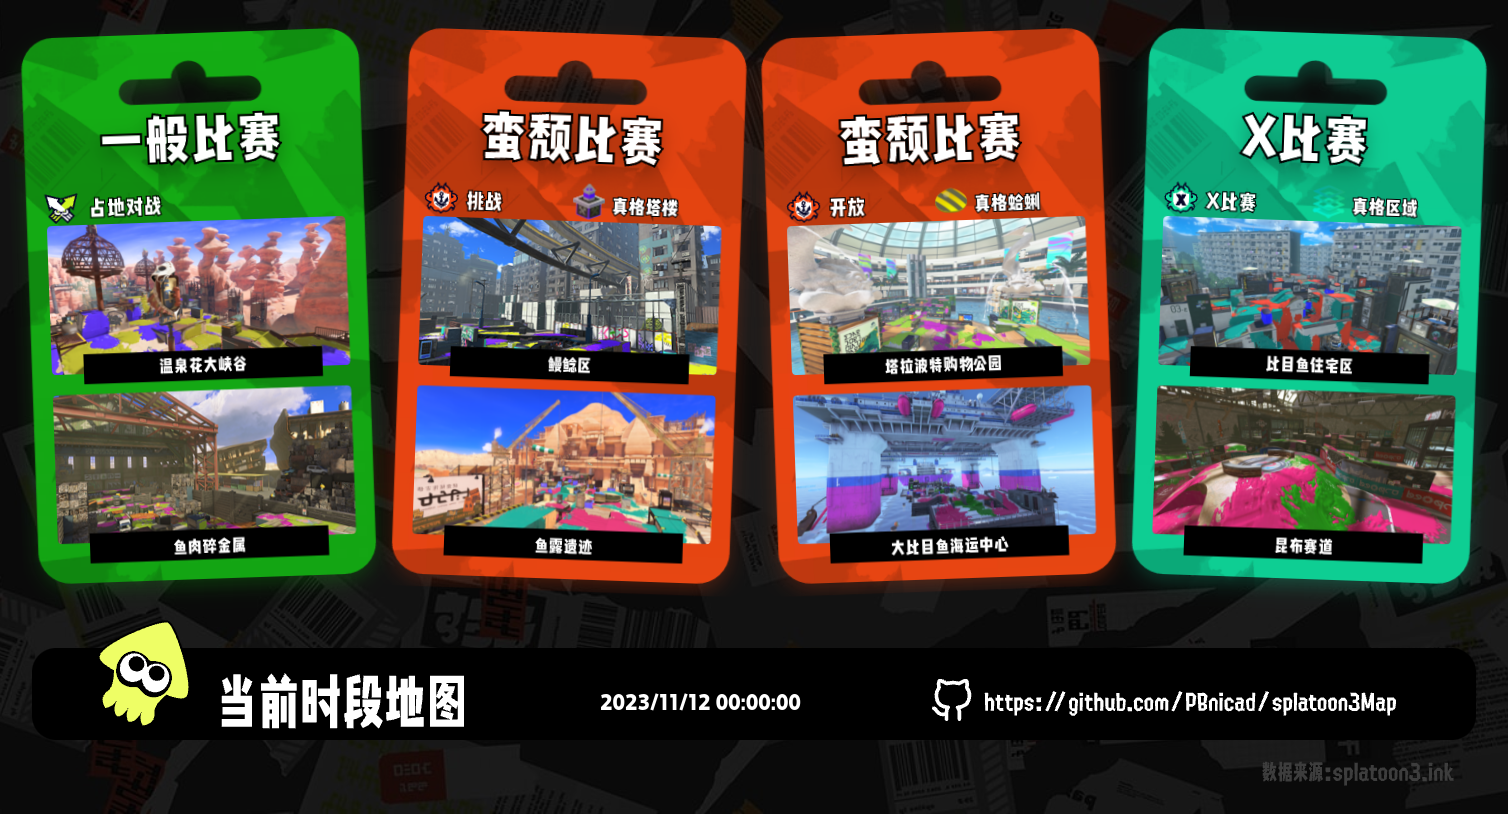 一般比赛
占地对战
温泉花大峡谷
鱼肉碎金属
蛮颓比赛
挑战
真格塔楼
鳗鲶区
鱼露遗迹
蛮颓比赛
开放
真格蛤蜊
塔拉波特购物公园
大比目鱼海运中心
X比赛
X比赛
真格区域
比目鱼住宅区
昆布赛道
当前时段地图
2023/11/12 00:00:00
https://github.com/PBnicad/splatoon3Map
数据来源:splatoon3.ink